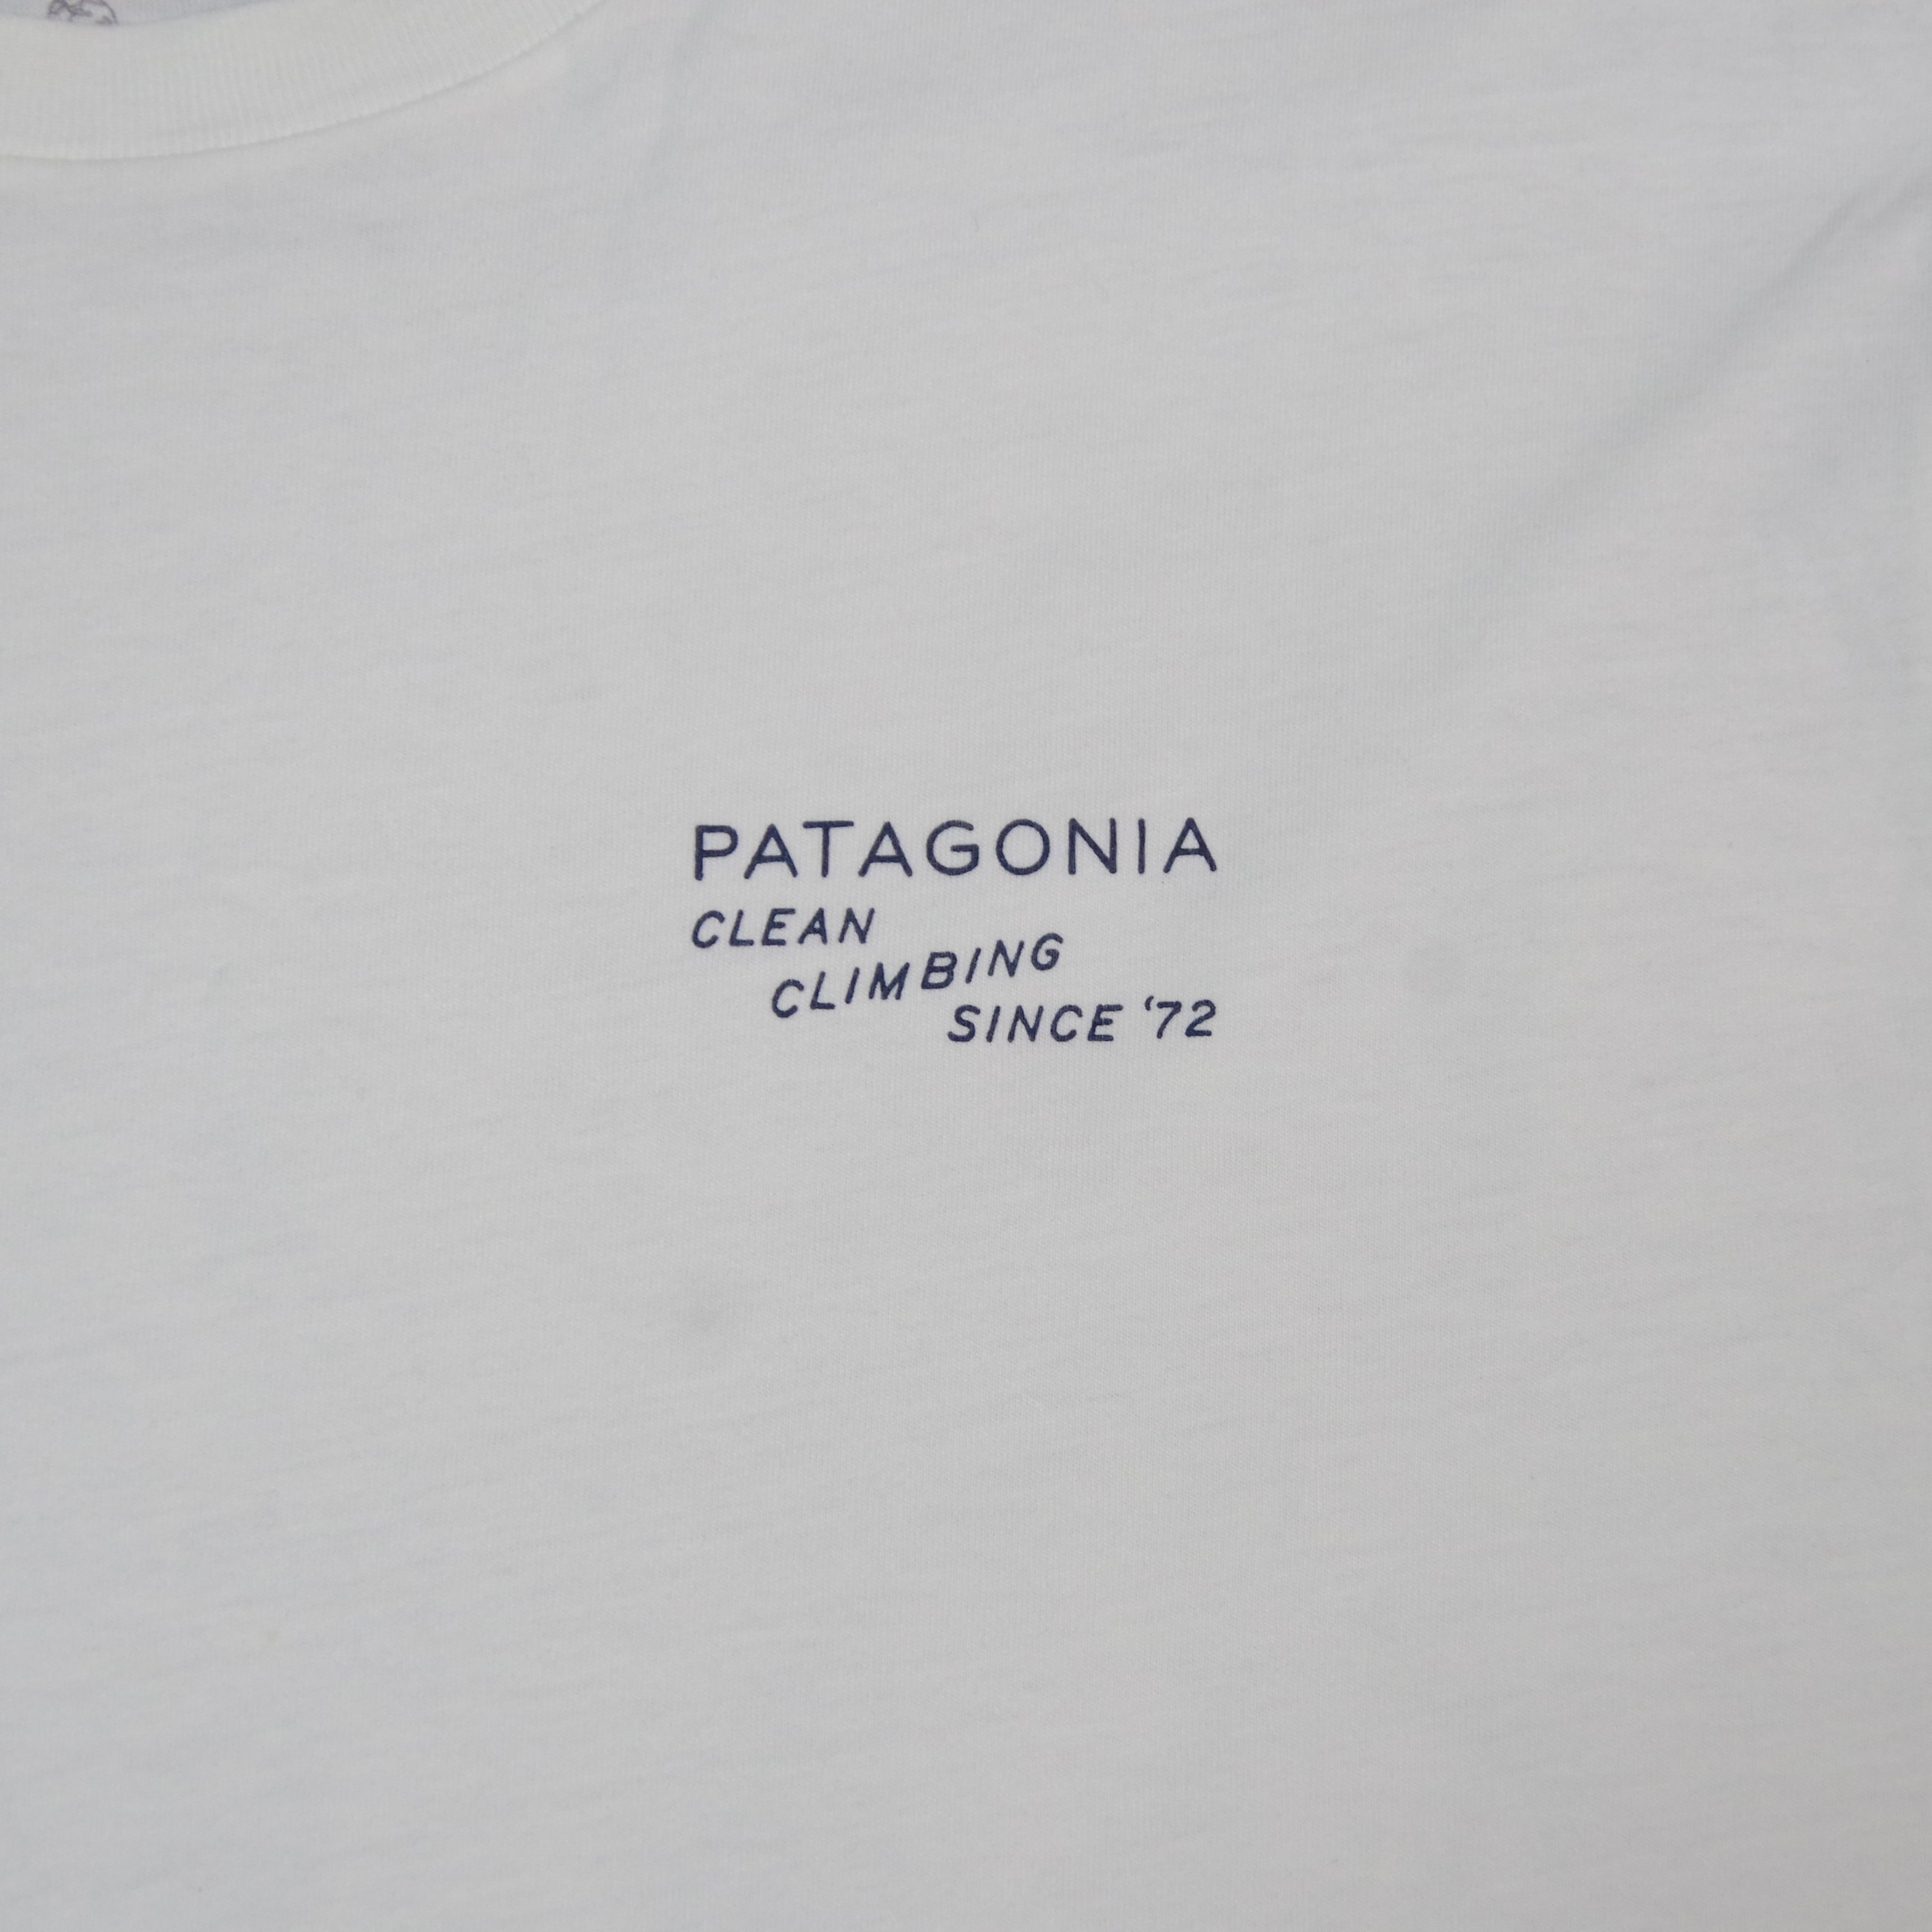 PATAGONIA
CLEAN
CLIMBING
SINCE ‘72